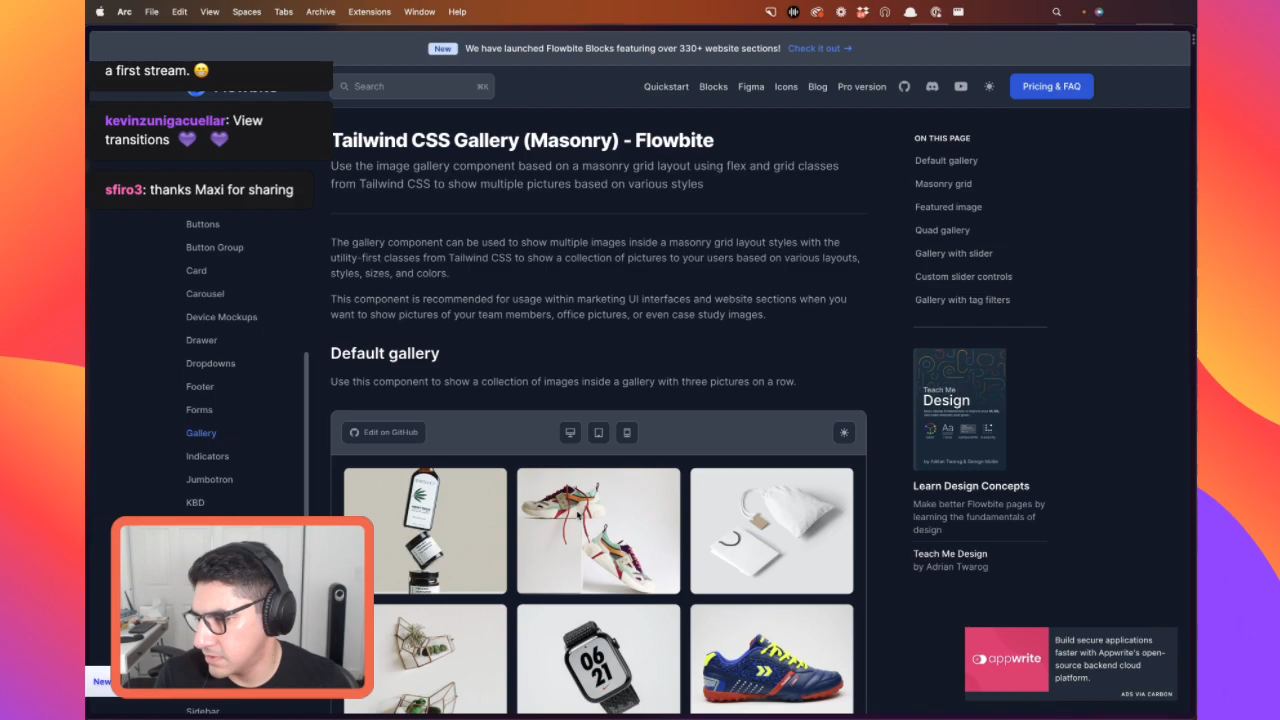 Arc File Edit View Spaces Tabs Archive Extensions Window Help
New We have launched Flowbite Blocks featuring over 330+ website sections! Check it out →
a first stream. 😁
Search ⌘K
Quickstart Blocks Figma Icons Blog Pro version Pricing & FAQ
kevinzunigacuellar: View
transitions 💜 💜
sfiro3: thanks Maxi for sharing
Buttons
Button Group
Card
Carousel
Device Mockups
Drawer
Dropdowns
Footer
Forms
Gallery
Indicators
Jumbotron
KBD
Sidebar
New
Tailwind CSS Gallery (Masonry) - Flowbite
Use the image gallery component based on a masonry grid layout using flex and grid classes
from Tailwind CSS to show multiple pictures based on various styles
The gallery component can be used to show multiple images inside a masonry grid layout styles with the
utility-first classes from Tailwind CSS to show a collection of pictures to your users based on various layouts,
styles, sizes, and colors.
This component is recommended for usage within marketing UI interfaces and website sections when you
want to show pictures of your team members, office pictures, or even case study images.
Default gallery
Use this component to show a collection of images inside a gallery with three pictures on a row.
Edit on GitHub
06
21
ON THIS PAGE
Default gallery
Masonry grid
Featured image
Quad gallery
Gallery with slider
Custom slider controls
Gallery with tag filters
Teach Me
Design
Aa
by Adrian Twarog & George Moller
Learn Design Concepts
Make better Flowbite pages by
learning the fundamentals of
design
Teach Me Design
by Adrian Twarog
appwrite
Build secure applications
faster with Appwrite's open-
source backend cloud
platform.
ADS VIA CARBON